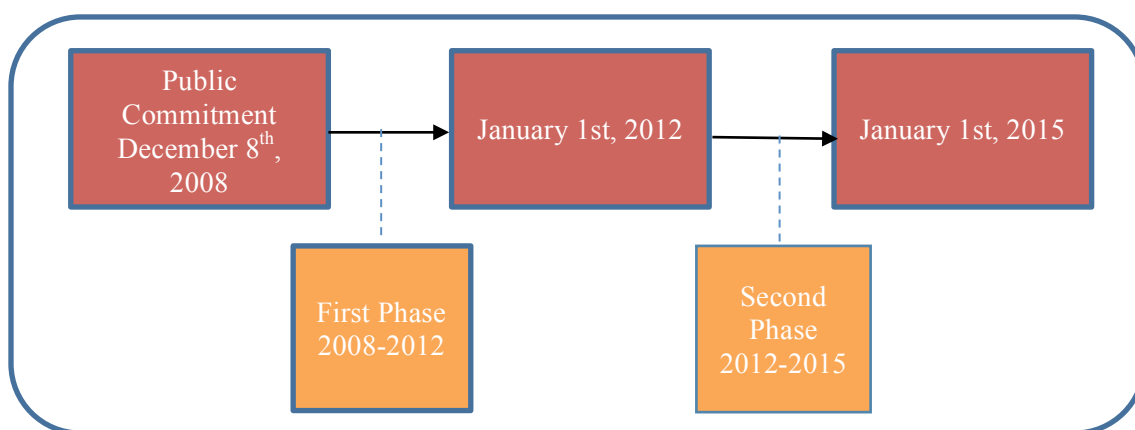 Public
Commitment
December 8th,
2008
January 1st, 2012
January 1st, 2015
First Phase
2008-2012
Second
Phase
2012-2015